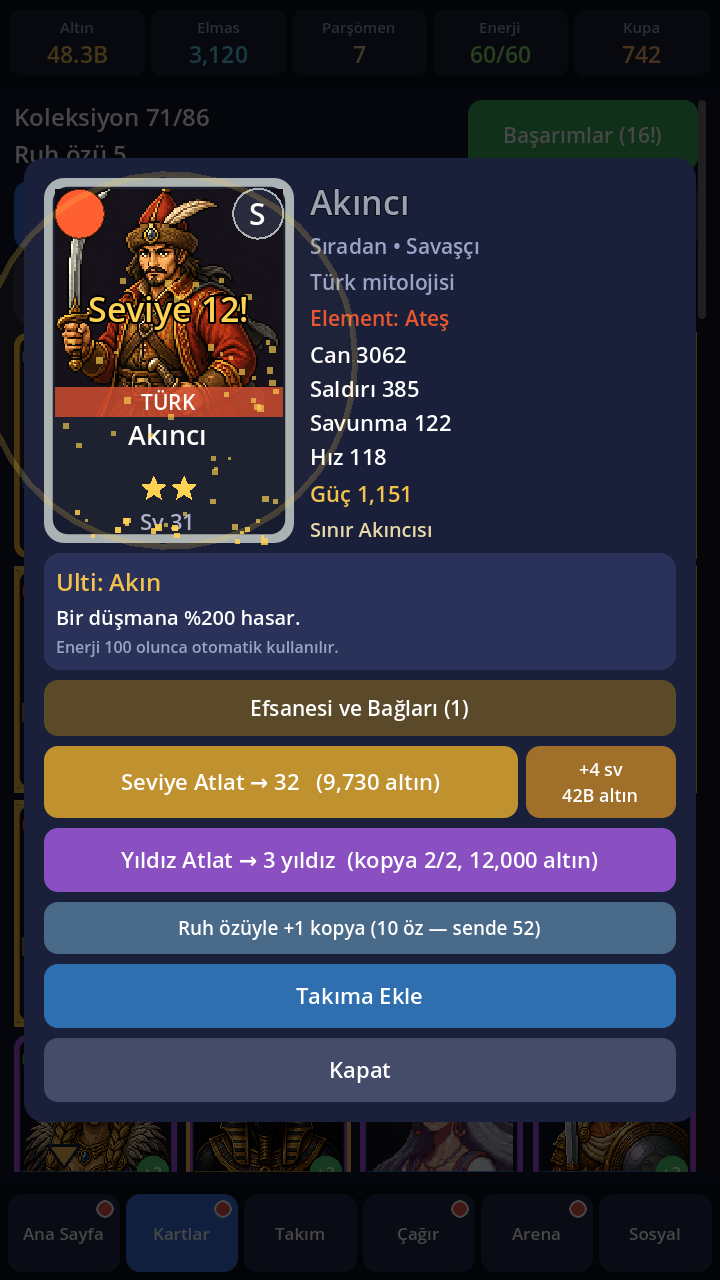 Altın
Elmas
Parşömen
Enerji
Kupa
48.3B
3,120
7
60/60
742
Koleksiyon 71/86
Başarımlar (16!)
Ruh özü 5
S
Seviye 12!
TÜRK
Akıncı
Sv 31
Akıncı
Sıradan • Savaşçı
Türk mitolojisi
Element: Ateş
Can 3062
Saldırı 385
Savunma 122
Hız 118
Güç 1,151
Sınır Akıncısı
Ulti: Akın
Bir düşmana %200 hasar.
Enerji 100 olunca otomatik kullanılır.
Efsanesi ve Bağları (1)
Seviye Atlat → 32 (9,730 altın)
+4 sv
42B altın
Yıldız Atlat → 3 yıldız (kopya 2/2, 12,000 altın)
Ruh özüyle +1 kopya (10 öz — sende 52)
Takıma Ekle
Kapat
Ana Sayfa
Kartlar
Takım
Çağır
Arena
Sosyal